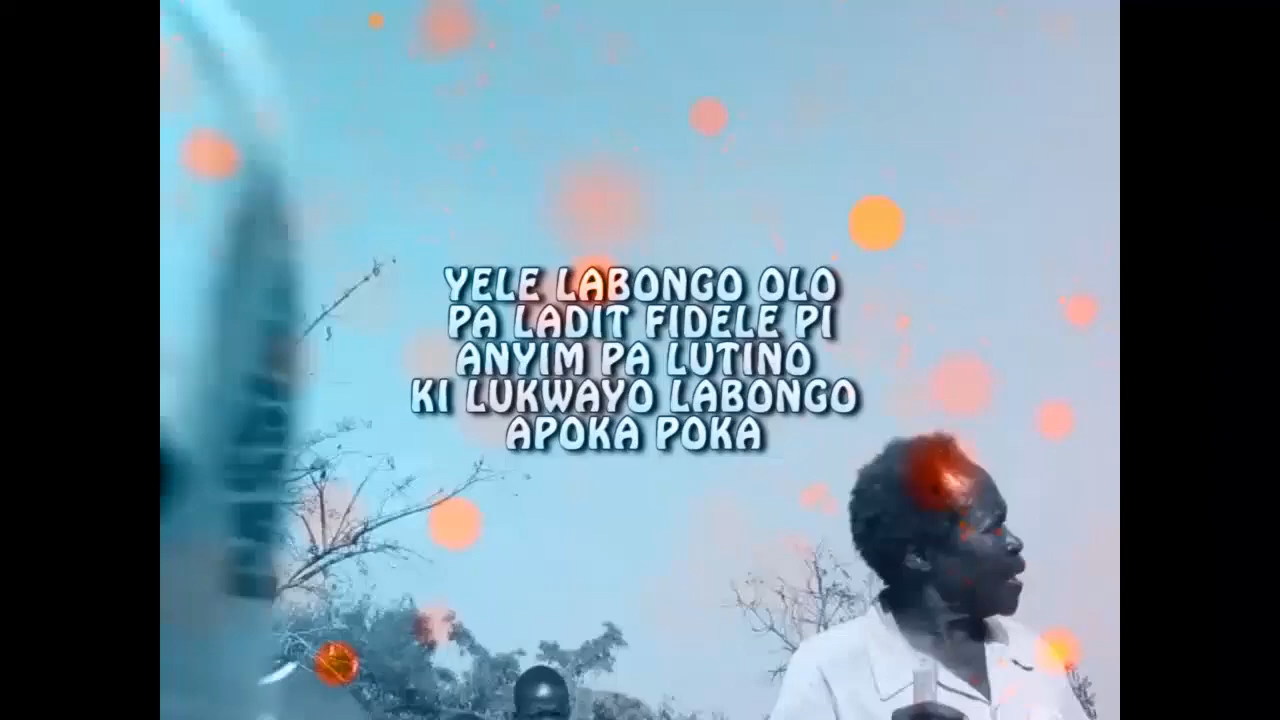 YELE LABONGO OLO
PA LADIT FIDELE PI
ANYIM PA LUTINO
KI LUKWAYO LABONGO
APOKA POKA